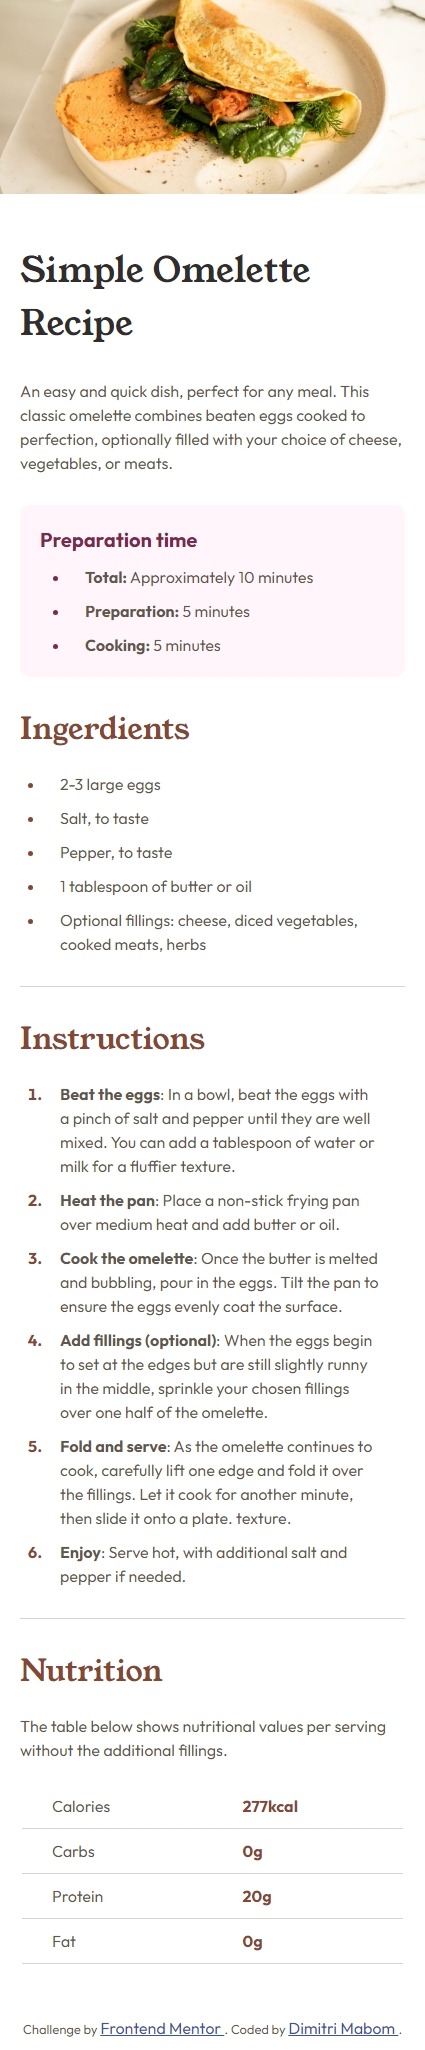 Simple Omelette
Recipe
An easy and quick dish, perfect for any meal. This
classic omelette combines beaten eggs cooked to
perfection, optionally filled with your choice of cheese,
vegetables, or meats.
Preparation time
• Total: Approximately 10 minutes
• Preparation: 5 minutes
• Cooking: 5 minutes
Ingerdients
• 2-3 large eggs
• Salt, to taste
• Pepper, to taste
• 1 tablespoon of butter or oil
• Optional fillings: cheese, diced vegetables,
cooked meats, herbs
Instructions
1. Beat the eggs: In a bowl, beat the eggs with
a pinch of salt and pepper until they are well
mixed. You can add a tablespoon of water or
milk for a fluffier texture.
2. Heat the pan: Place a non-stick frying pan
over medium heat and add butter or oil.
3. Cook the omelette: Once the butter is melted
and bubbling, pour in the eggs. Tilt the pan to
ensure the eggs evenly coat the surface.
4. Add fillings (optional): When the eggs begin
to set at the edges but are still slightly runny
in the middle, sprinkle your chosen fillings
over one half of the omelette.
5. Fold and serve: As the omelette continues to
cook, carefully lift one edge and fold it over
the fillings. Let it cook for another minute,
then slide it onto a plate. texture.
6. Enjoy: Serve hot, with additional salt and
pepper if needed.
Nutrition
The table below shows nutritional values per serving
without the additional fillings.
Calories 277kcal
Carbs 0g
Protein 20g
Fat 0g
Challenge by Frontend Mentor . Coded by Dimitri Mabom .